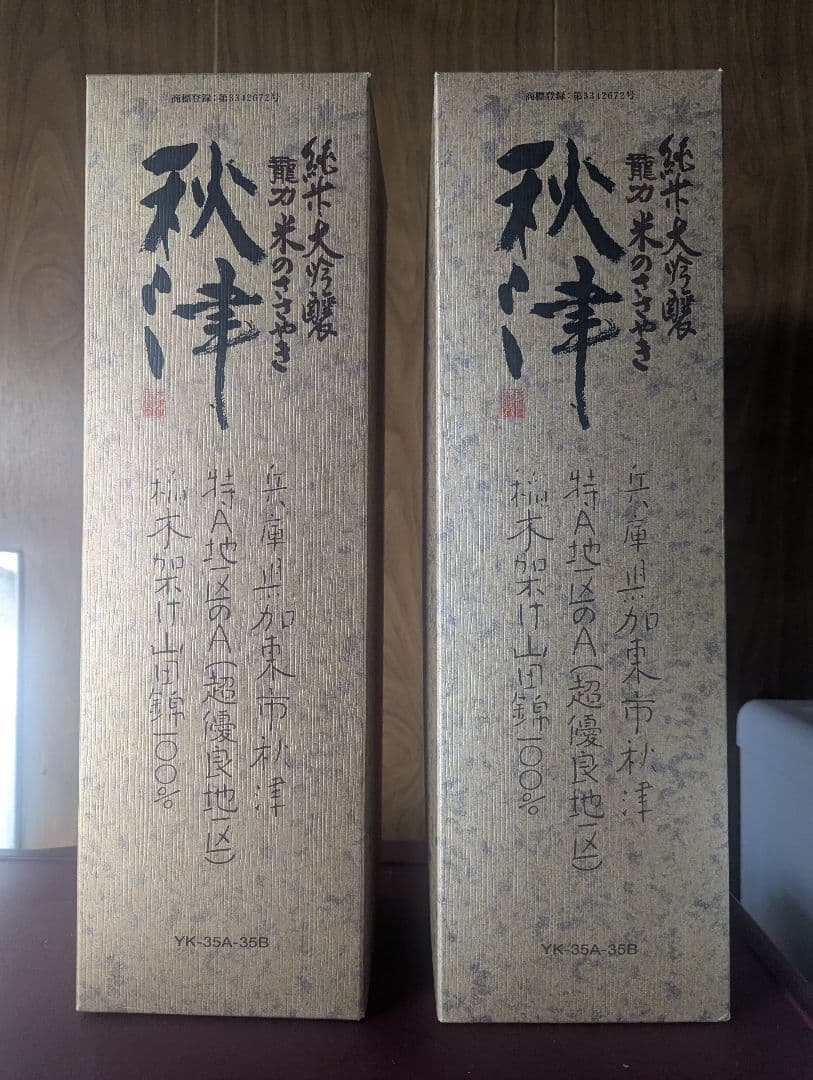 商標登録：第3342672号
純米大吟醸
龍力 米のささやき
秋津
兵庫県加東市秋津
特A地区のA（超優良地区）
稲木架け山田錦一〇〇％
YK-35A-35B
商標登録：第3342672号
純米大吟醸
龍力 米のささやき
秋津
兵庫県加東市秋津
特A地区のA（超優良地区）
稲木架け山田錦一〇〇％
YK-35A-35B